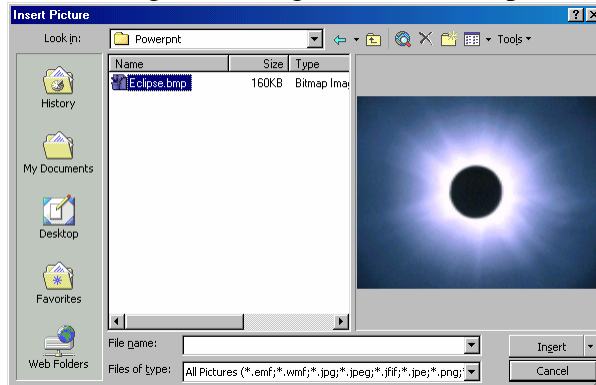 Insert Picture
Look in: Powerpnt Tools
Name Size Type
Eclipse.bmp 160KB Bitmap Imag
History
My Documents
Desktop
Favorites
Web Folders
File name: Insert
Files of type: All Pictures (*.emf;*.wmf;*.jpg;*.jpeg;*.jfif;*.jpe;*.png;* Cancel